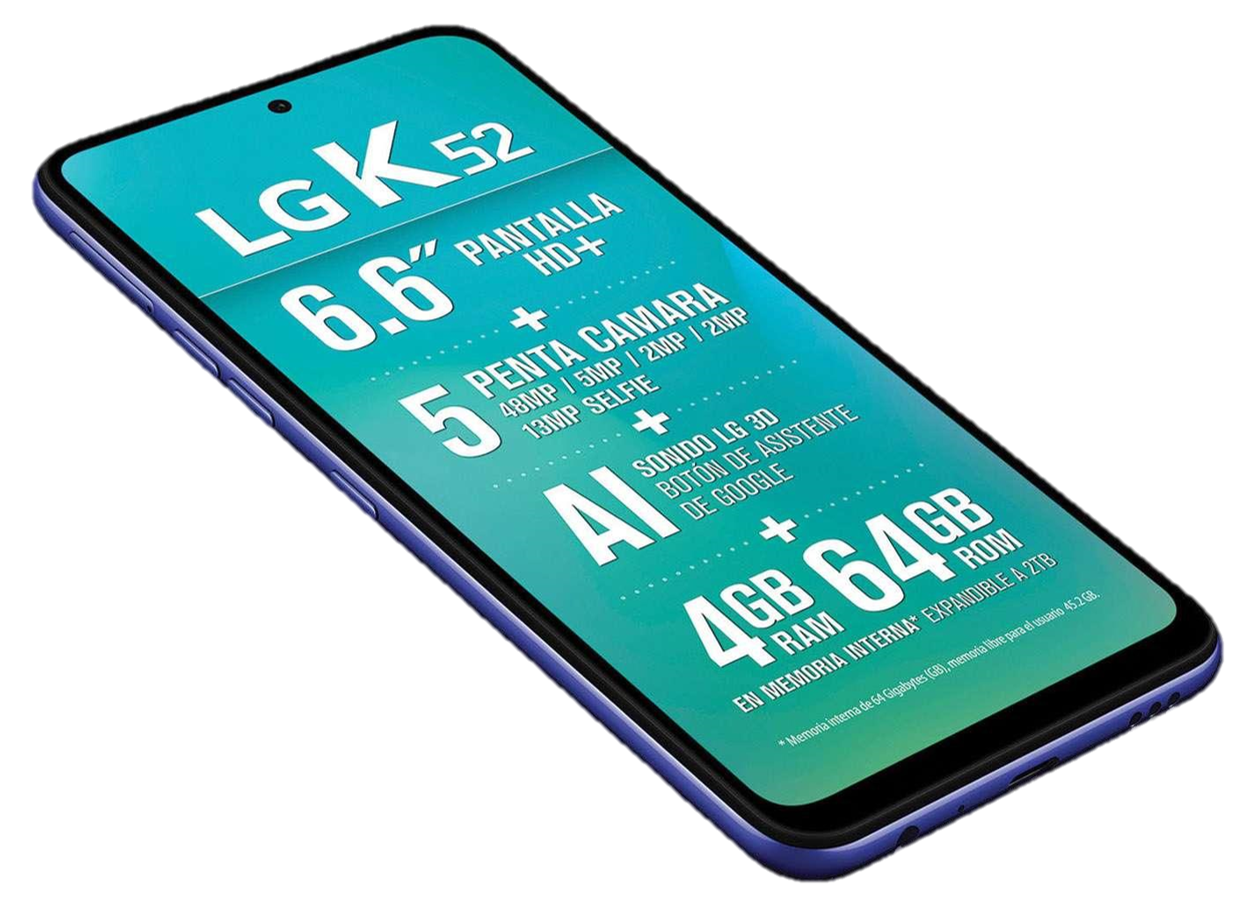 LG K52
6.6” PANTALLA
HD+
+
5 PENTA CAMARA
48MP / 5MP / 2MP / 2MP
13MP SELFIE
+
AI SONIDO LG 3D
BOTÓN DE ASISTENTE
DE GOOGLE
+
4GB RAM 64GB ROM
EN MEMORIA INTERNA* EXPANDIBLE A 2TB
* Memoria interna de 64 Gigabytes (GB), memoria libre para el usuario 45.2 GB.